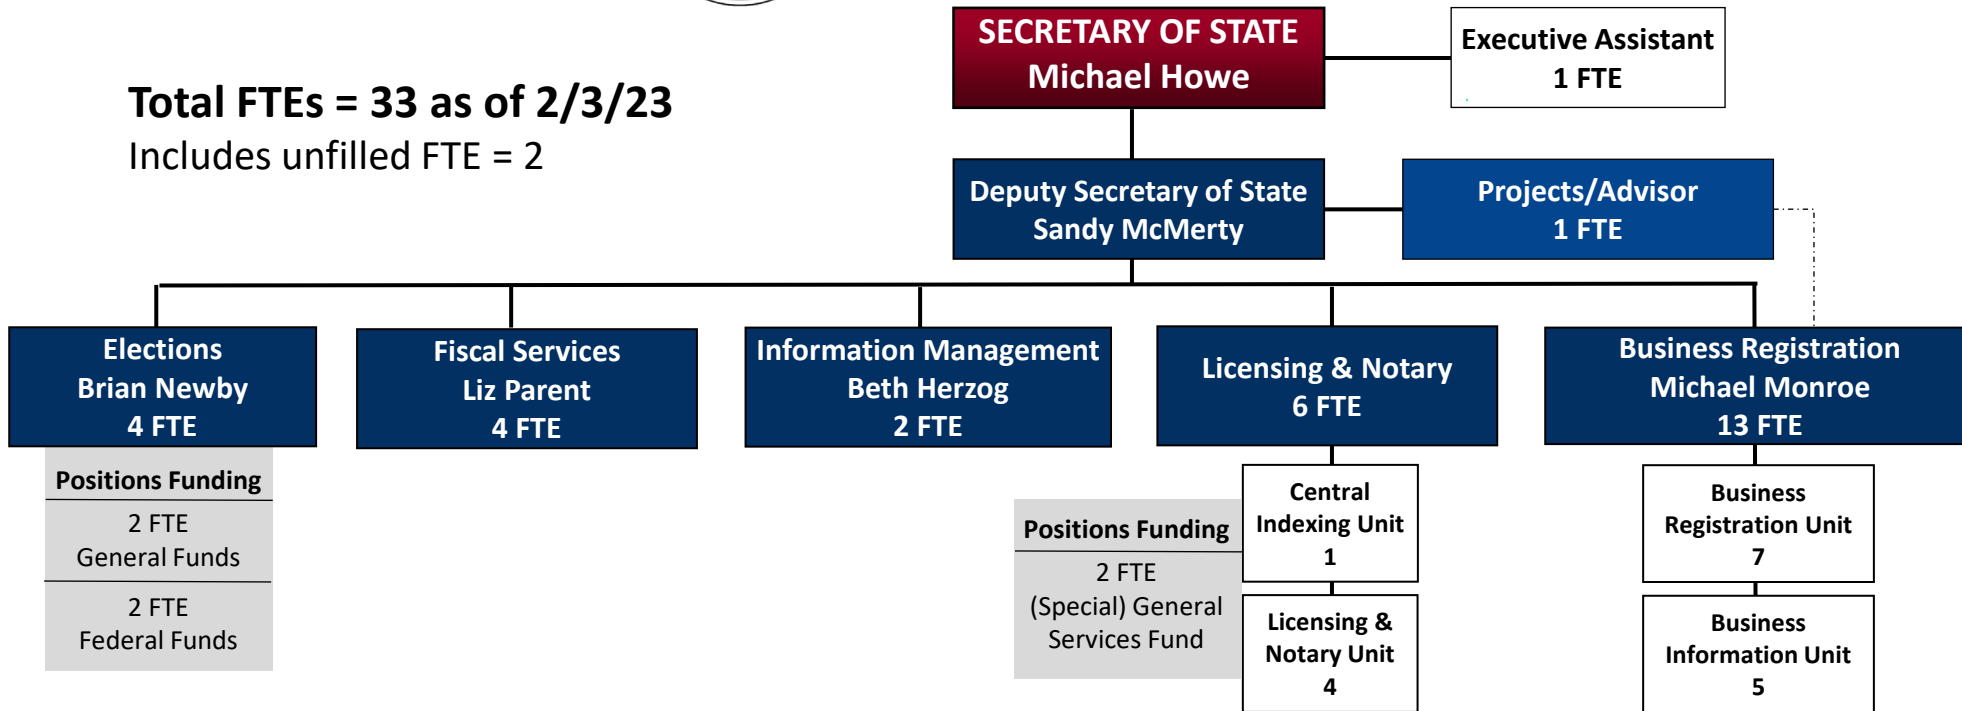 SECRETARY OF STATE
Michael Howe
Executive Assistant
1 FTE
Total FTEs = 33 as of 2/3/23
Includes unfilled FTE = 2
Deputy Secretary of State
Sandy McMerty
Projects/Advisor
1 FTE
Elections
Brian Newby
4 FTE
Fiscal Services
Liz Parent
4 FTE
Information Management
Beth Herzog
2 FTE
Licensing & Notary
6 FTE
Business Registration
Michael Monroe
13 FTE
Positions Funding
2 FTE
General Funds
2 FTE
Federal Funds
Positions Funding
2 FTE
(Special) General
Services Fund
Central
Indexing Unit
1
Licensing &
Notary Unit
4
Business
Registration Unit
7
Business
Information Unit
5